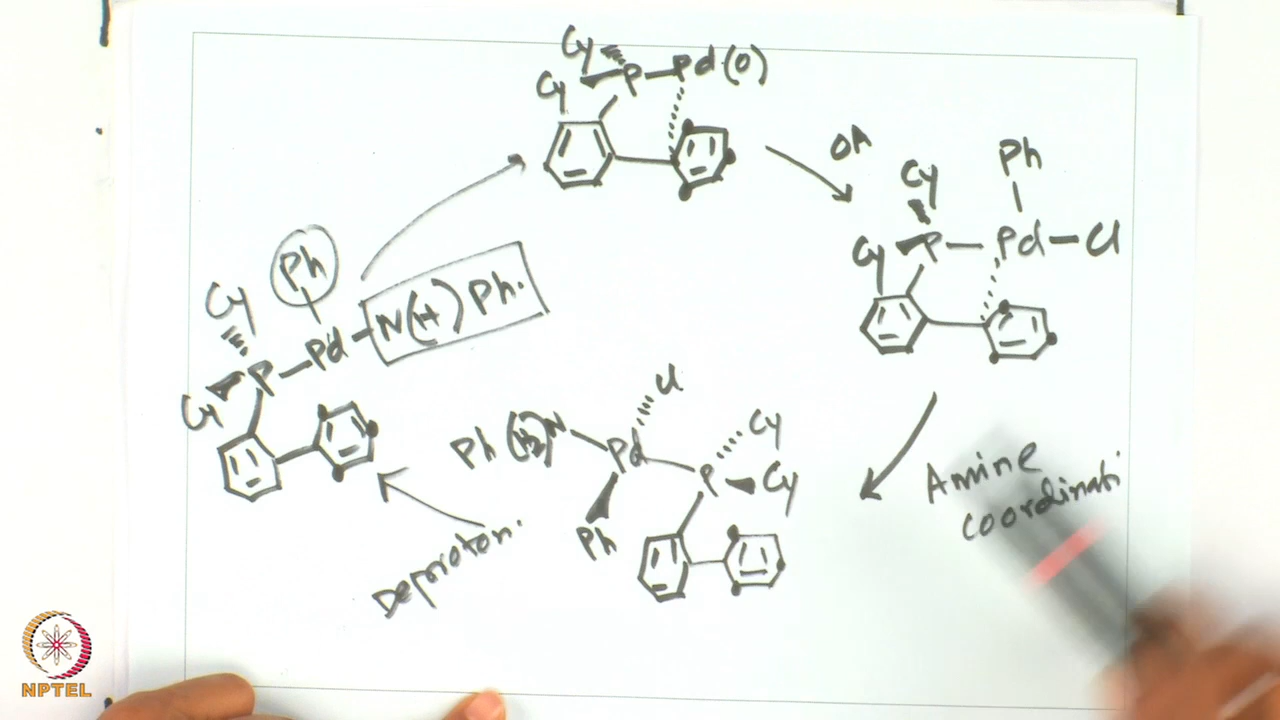 Cy
Cy P Pd(0)
OA
Cy Ph
Cy P Pd Cl
Cy Ph
Cy P Pd N(H)Ph.
Cl
Ph(H2)N Pd P Cy
Cy
Ph
Amine
coordinati
Deproton.
NPTEL